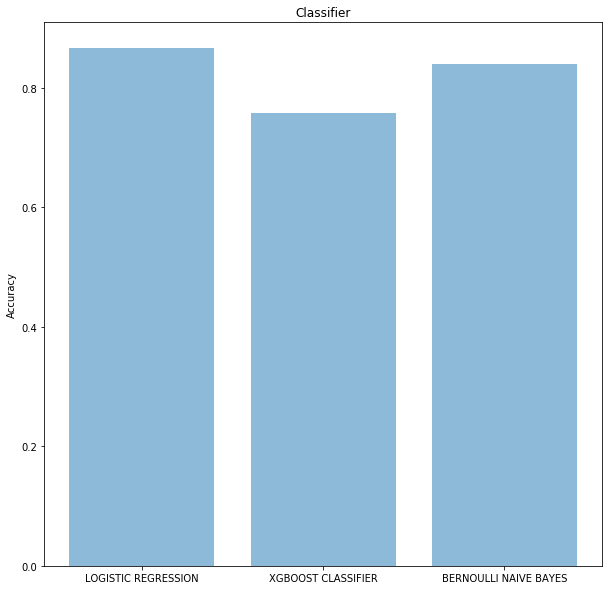 Classifier
Accuracy
0.8
0.6
0.4
0.2
0.0
LOGISTIC REGRESSION
XGBOOST CLASSIFIER
BERNOULLI NAIVE BAYES